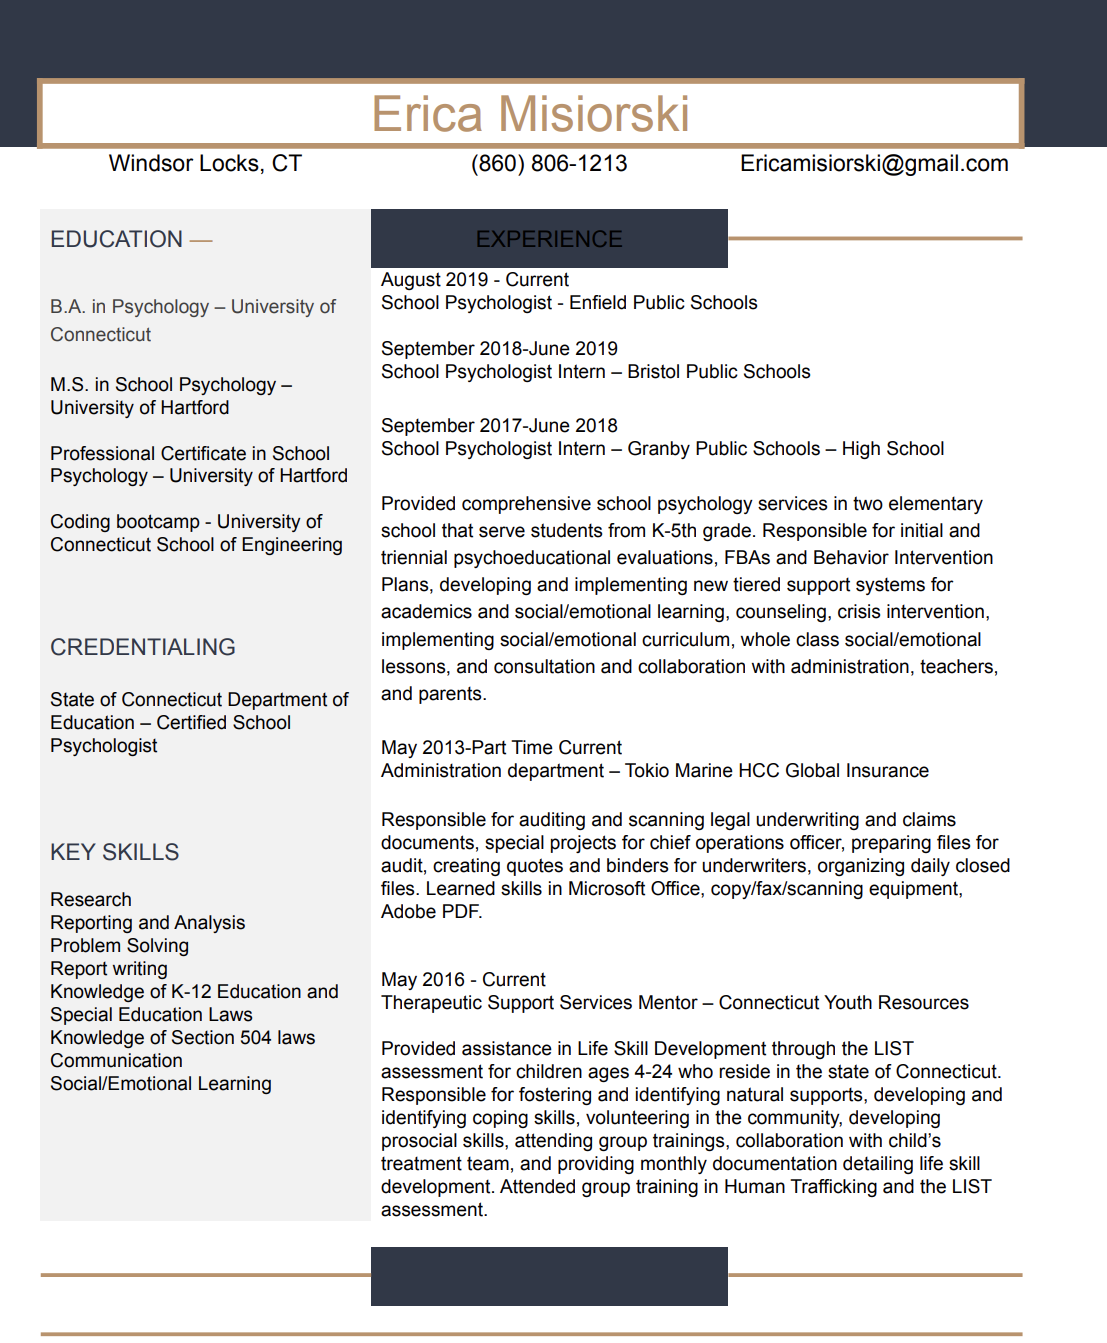 Erica Misiorski
Windsor Locks, CT
(860) 806-1213
Ericamisiorski@gmail.com
EDUCATION —
B.A. in Psychology – University of
Connecticut
M.S. in School Psychology –
University of Hartford
Professional Certificate in School
Psychology – University of Hartford
Coding bootcamp - University of
Connecticut School of Engineering
CREDENTIALING
State of Connecticut Department of
Education – Certified School
Psychologist
KEY SKILLS
Research
Reporting and Analysis
Problem Solving
Report writing
Knowledge of K-12 Education and
Special Education Laws
Knowledge of Section 504 laws
Communication
Social/Emotional Learning
EXPERIENCE
August 2019 - Current
School Psychologist - Enfield Public Schools
September 2018-June 2019
School Psychologist Intern – Bristol Public Schools
September 2017-June 2018
School Psychologist Intern – Granby Public Schools – High School
Provided comprehensive school psychology services in two elementary
school that serve students from K-5th grade. Responsible for initial and
triennial psychoeducational evaluations, FBAs and Behavior Intervention
Plans, developing and implementing new tiered support systems for
academics and social/emotional learning, counseling, crisis intervention,
implementing social/emotional curriculum, whole class social/emotional
lessons, and consultation and collaboration with administration, teachers,
and parents.
May 2013-Part Time Current
Administration department – Tokio Marine HCC Global Insurance
Responsible for auditing and scanning legal underwriting and claims
documents, special projects for chief operations officer, preparing files for
audit, creating quotes and binders for underwriters, organizing daily closed
files. Learned skills in Microsoft Office, copy/fax/scanning equipment,
Adobe PDF.
May 2016 - Current
Therapeutic Support Services Mentor – Connecticut Youth Resources
Provided assistance in Life Skill Development through the LIST
assessment for children ages 4-24 who reside in the state of Connecticut.
Responsible for fostering and identifying natural supports, developing and
identifying coping skills, volunteering in the community, developing
prosocial skills, attending group trainings, collaboration with child’s
treatment team, and providing monthly documentation detailing life skill
development. Attended group training in Human Trafficking and the LIST
assessment.